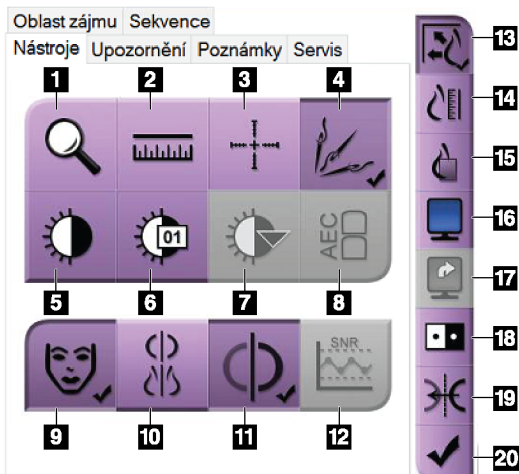 Oblast zájmu Sekvence
Nástroje Upozornění Poznámky Servis
1 2 3 4
13
14
15
01
AEC
16
5 6 7 8
17
SNR
18
19
9 10 11 12
20